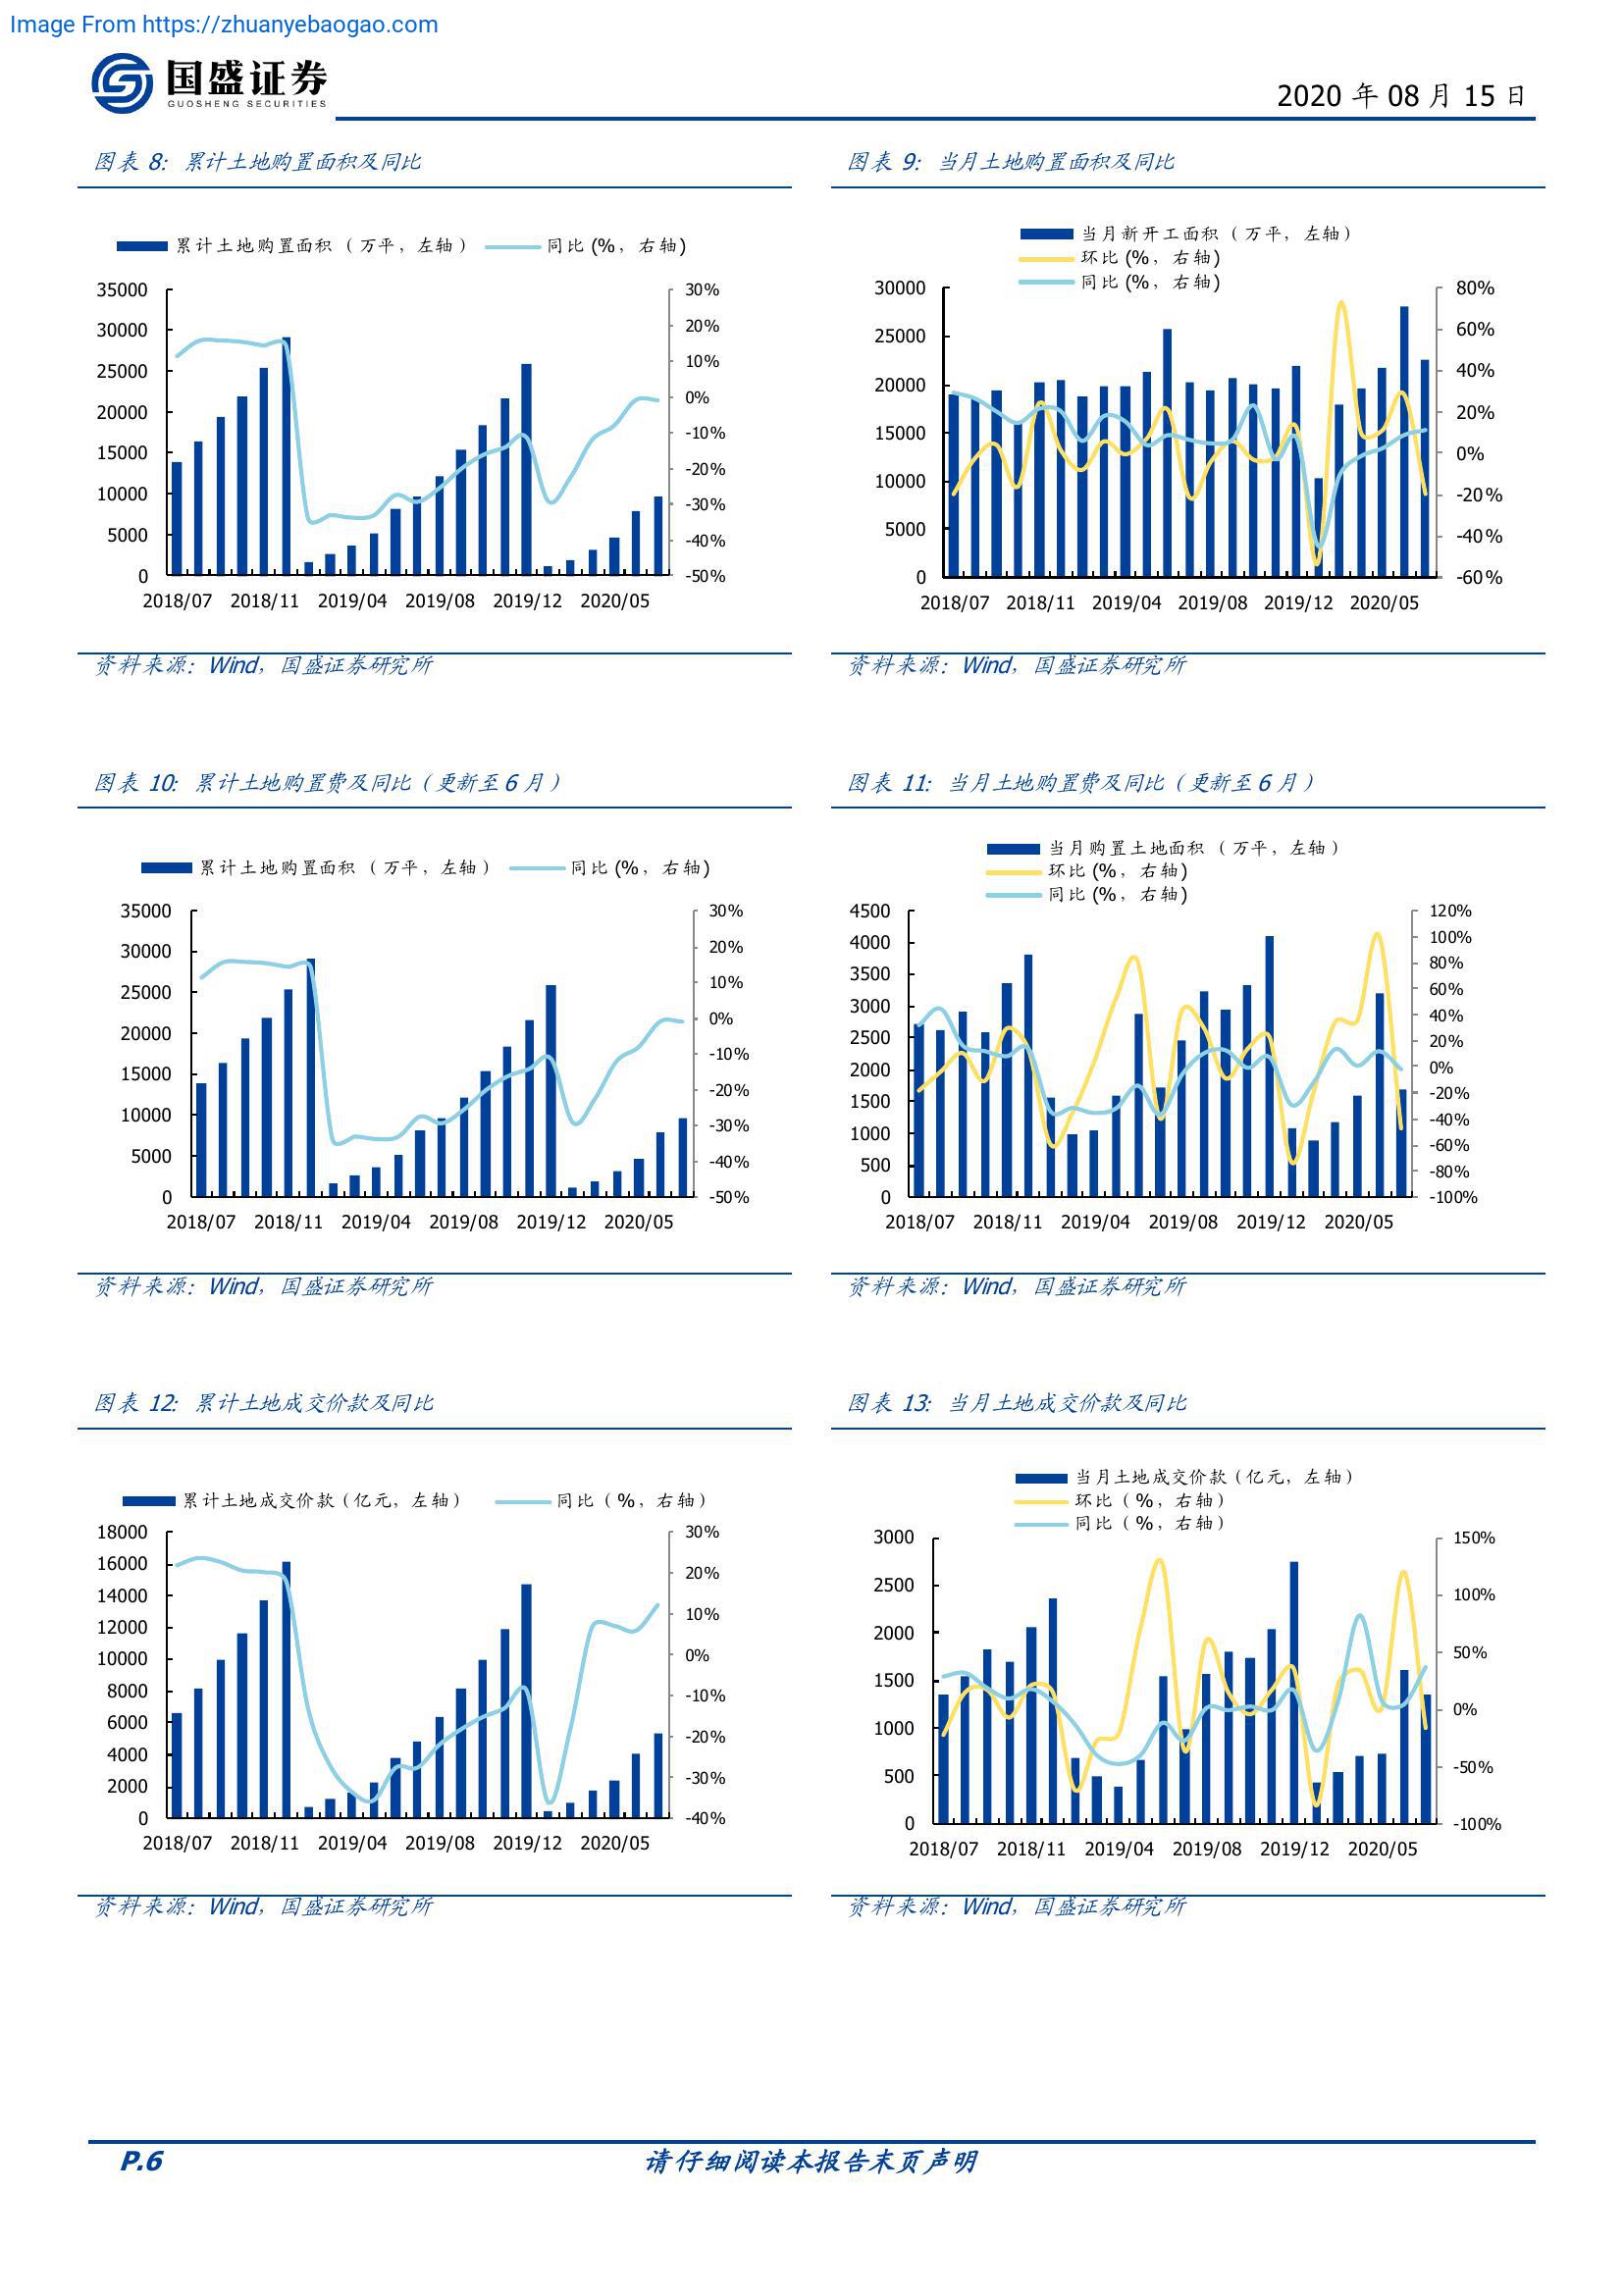 Image From https://zhuanyebaogao.com
国盛证券
GUOSHENG SECURITIES
2020 年 08 月 15 日
图表 8: 累计土地购置面积及同比
累计土地购置面积（万平，左轴） 同比 (%，右轴)
35000
30000
25000
20000
15000
10000
5000
0
30%
20%
10%
0%
-10%
-20%
-30%
-40%
-50%
2018/07 2018/11 2019/04 2019/08 2019/12 2020/05
资料来源：Wind，国盛证券研究所
图表 9: 当月土地购置面积及同比
当月新开工面积（万平，左轴）
环比 (%，右轴)
同比 (%，右轴)
30000
25000
20000
15000
10000
5000
0
80%
60%
40%
20%
0%
-20%
-40%
-60%
2018/07 2018/11 2019/04 2019/08 2019/12 2020/05
资料来源：Wind，国盛证券研究所
图表 10: 累计土地购置费及同比（更新至 6 月）
累计土地购置面积（万平，左轴） 同比 (%，右轴)
35000
30000
25000
20000
15000
10000
5000
0
30%
20%
10%
0%
-10%
-20%
-30%
-40%
-50%
2018/07 2018/11 2019/04 2019/08 2019/12 2020/05
资料来源：Wind，国盛证券研究所
图表 11: 当月土地购置费及同比（更新至 6 月）
当月购置土地面积（万平，左轴）
环比 (%，右轴)
同比 (%，右轴)
4500
4000
3500
3000
2500
2000
1500
1000
500
0
120%
100%
80%
60%
40%
20%
0%
-20%
-40%
-60%
-80%
-100%
2018/07 2018/11 2019/04 2019/08 2019/12 2020/05
资料来源：Wind，国盛证券研究所
图表 12: 累计土地成交价款及同比
累计土地成交价款（亿元，左轴） 同比（%，右轴）
18000
16000
14000
12000
10000
8000
6000
4000
2000
0
30%
20%
10%
0%
-10%
-20%
-30%
-40%
2018/07 2018/11 2019/04 2019/08 2019/12 2020/05
资料来源：Wind，国盛证券研究所
图表 13: 当月土地成交价款及同比
当月土地成交价款（亿元，左轴）
环比（%，右轴）
同比（%，右轴）
3000
2500
2000
1500
1000
500
0
150%
100%
50%
0%
-50%
-100%
2018/07 2018/11 2019/04 2019/08 2019/12 2020/05
资料来源：Wind，国盛证券研究所
P.6
请仔细阅读本报告末页声明